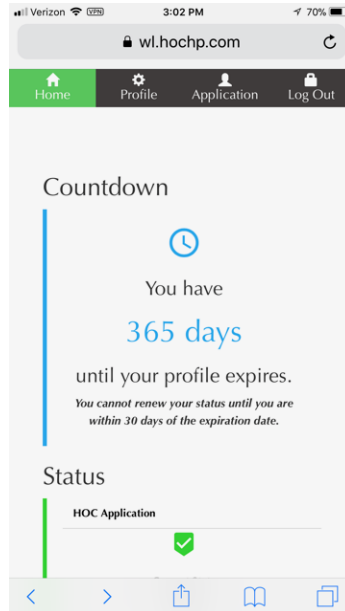 Verizon VPN 3:02 PM 70%
wl.hochp.com
Home Profile Application Log Out
Countdown
You have
365 days
until your profile expires.
You cannot renew your status until you are
within 30 days of the expiration date.
Status
HOC Application